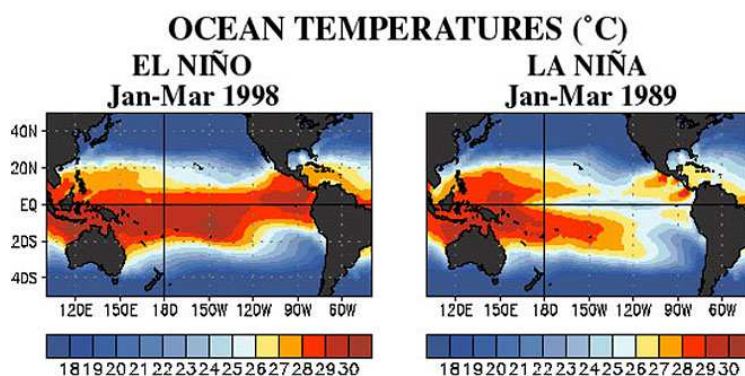 OCEAN TEMPERATURES (˚C)
EL NIÑO
Jan-Mar 1998
LA NIÑA
Jan-Mar 1989
40N
20N
EQ
20S
40S
120E 150E 180 150W 120W 90W 60W
120E 150E 180 150W 120W 90W 60W
18 19 20 21 22 23 24 25 26 27 28 29 30
18 19 20 21 22 23 24 25 26 27 28 29 30